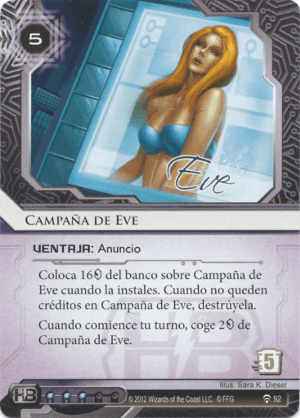 5
Eve
CAMPAÑA DE EVE
VENTAJA: Anuncio
Coloca 16 del banco sobre Campaña de
Eve cuando la instales. Cuando no queden
créditos en Campaña de Eve, destrúyela.
Cuando comience tu turno, coge 2 de
Campaña de Eve.
5
Illus. Sara K. Diesel
HB
© 2012 Wizards of the Coast LLC. © FFG
92